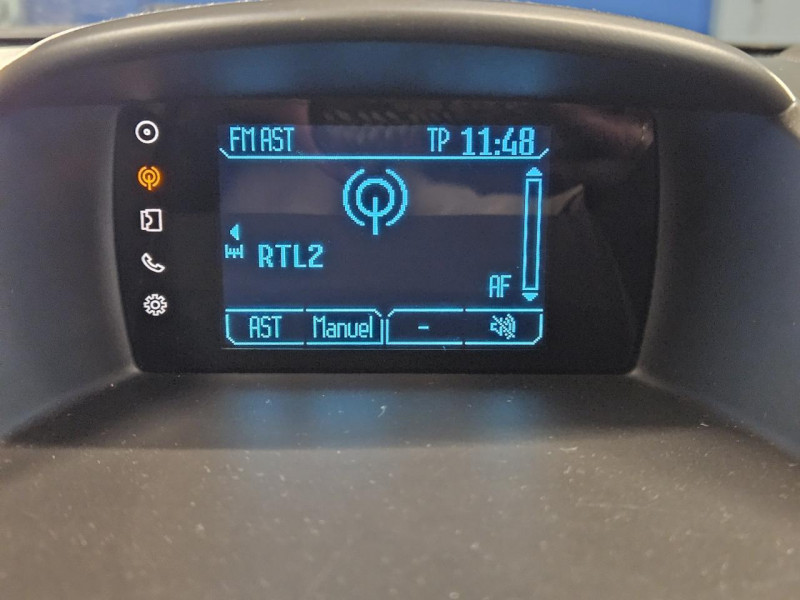 FM AST TP 11:48
RTL2
AF
AST Manuel -